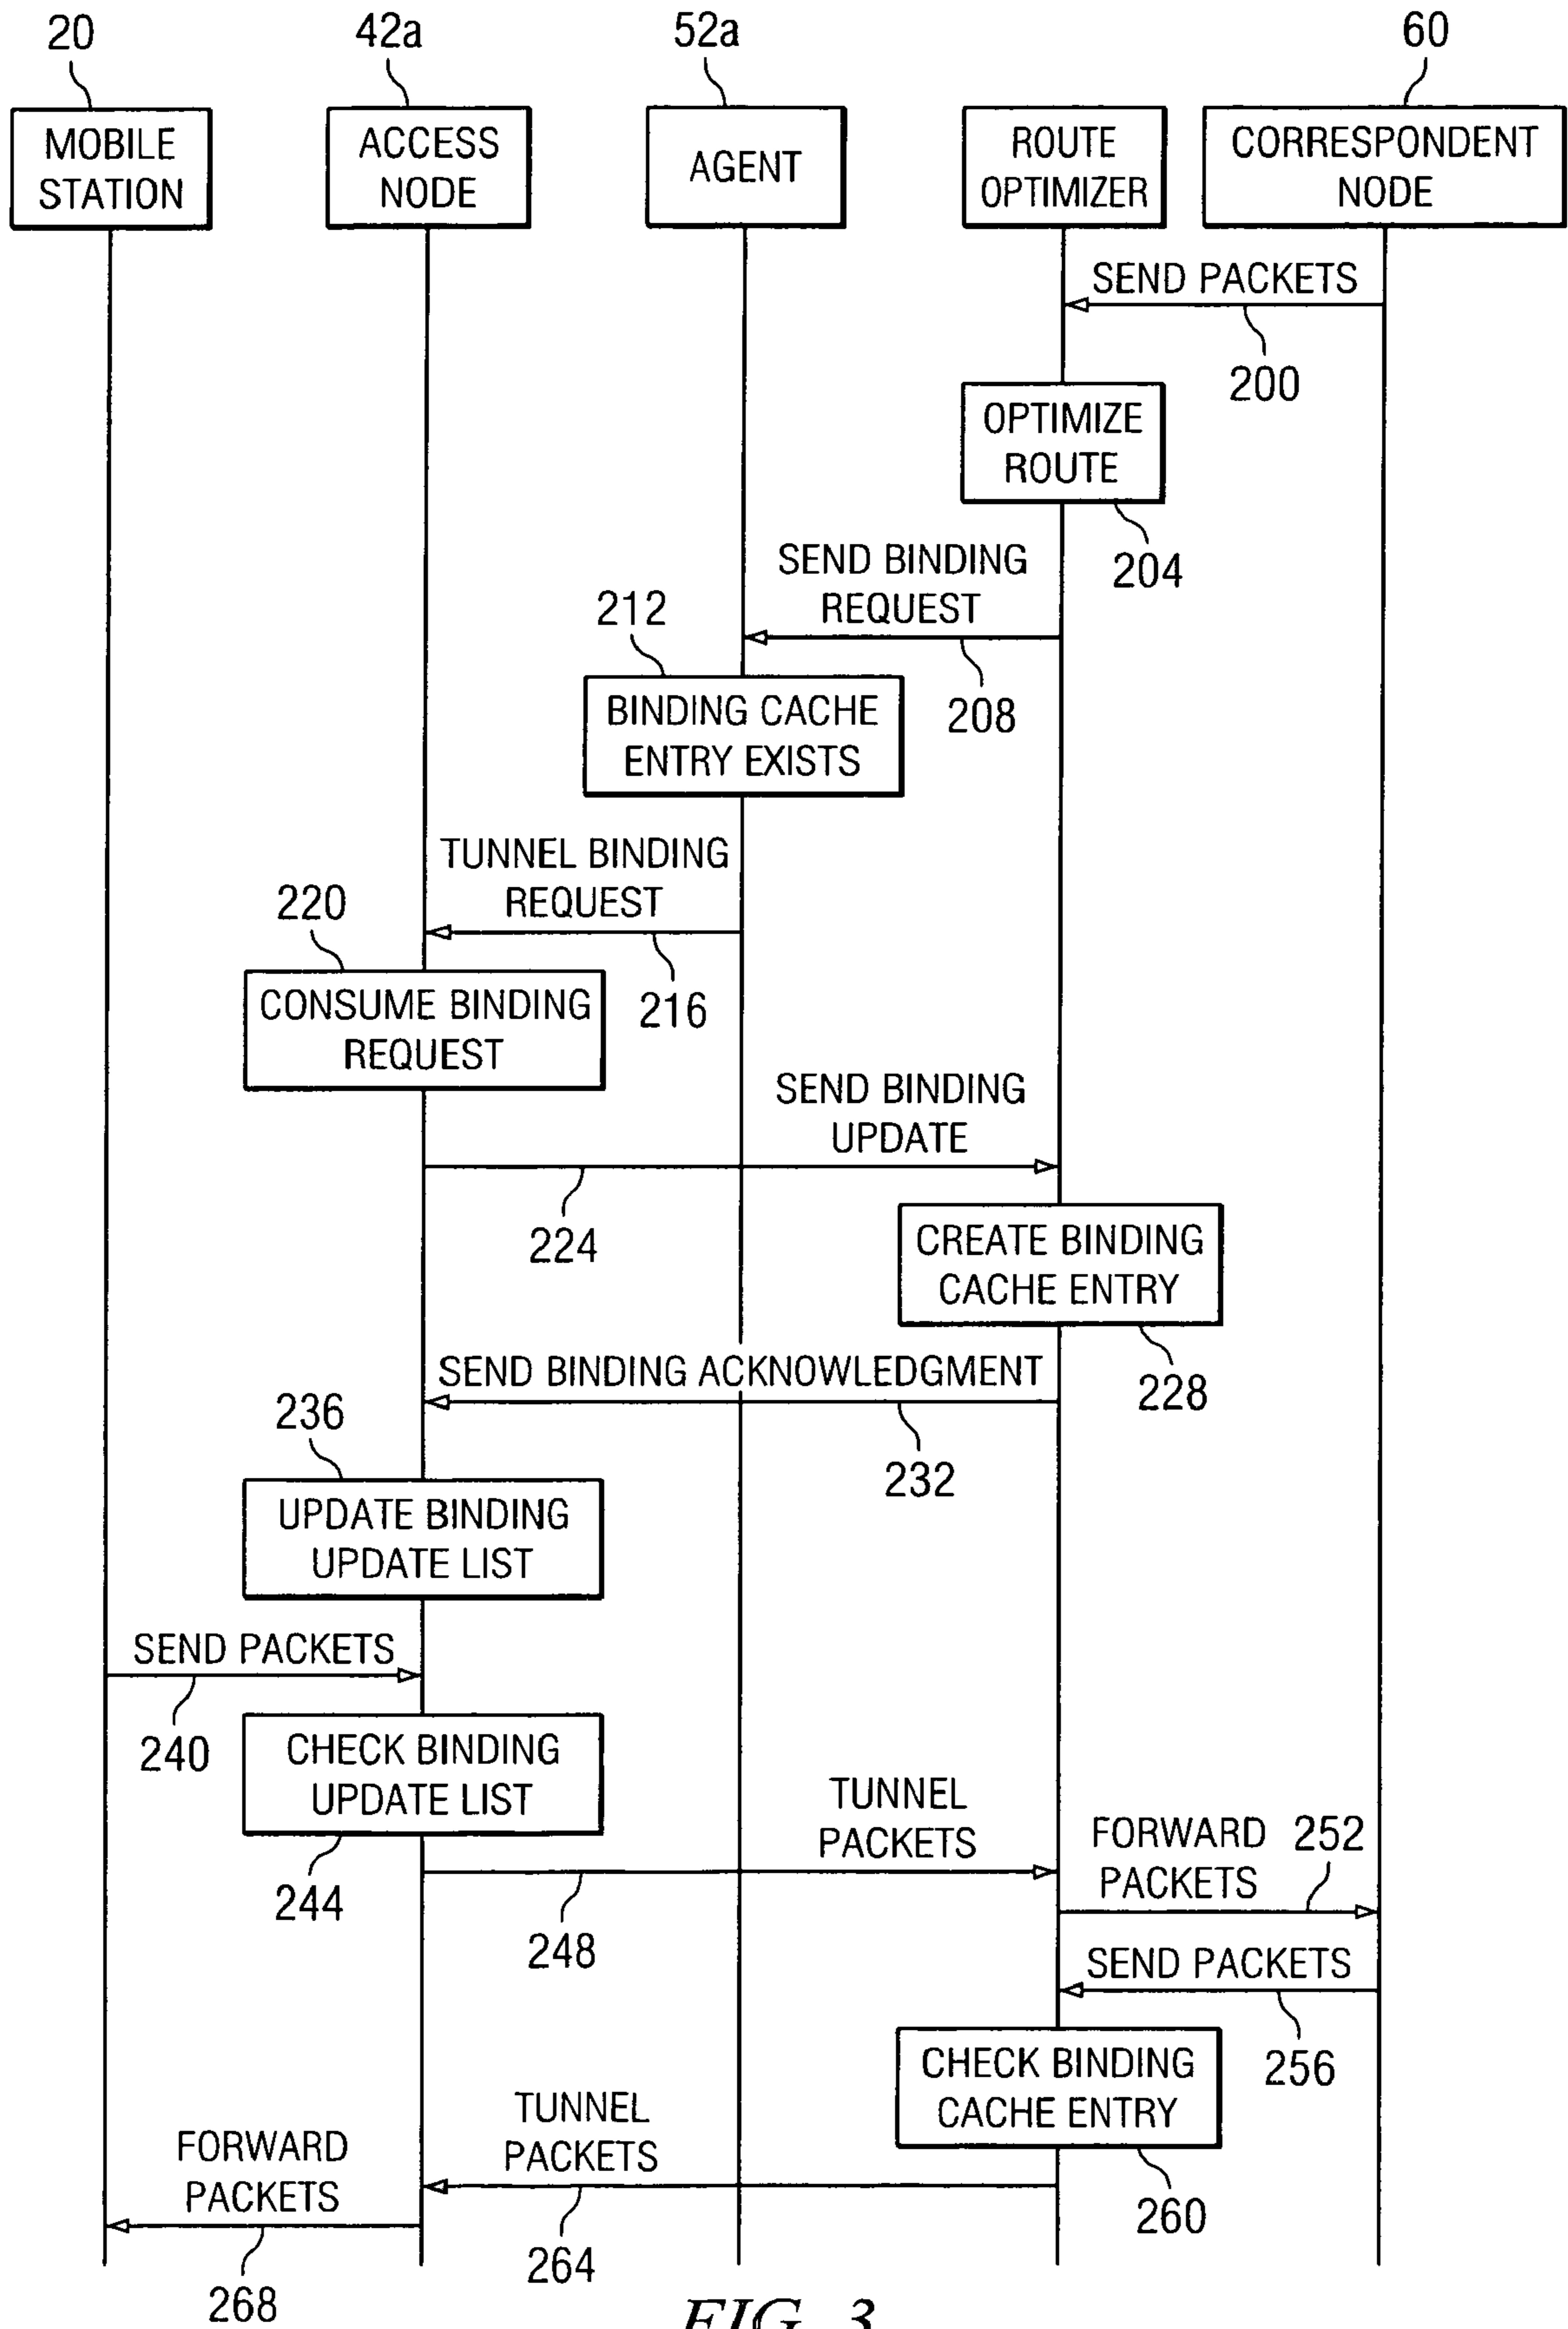 20
42a
52a
60
MOBILE
STATION
ACCESS
NODE
AGENT
ROUTE
OPTIMIZER
CORRESPONDENT
NODE
SEND PACKETS
200
OPTIMIZE
ROUTE
204
SEND BINDING
REQUEST
208
212
BINDING CACHE
ENTRY EXISTS
TUNNEL BINDING
REQUEST
216
220
CONSUME BINDING
REQUEST
SEND BINDING
UPDATE
224
CREATE BINDING
CACHE ENTRY
228
SEND BINDING ACKNOWLEDGMENT
232
236
UPDATE BINDING
UPDATE LIST
SEND PACKETS
240
CHECK BINDING
UPDATE LIST
244
TUNNEL
PACKETS
248
FORWARD
PACKETS
252
SEND PACKETS
256
CHECK BINDING
CACHE ENTRY
260
TUNNEL
PACKETS
264
FORWARD
PACKETS
268
FIG. 3